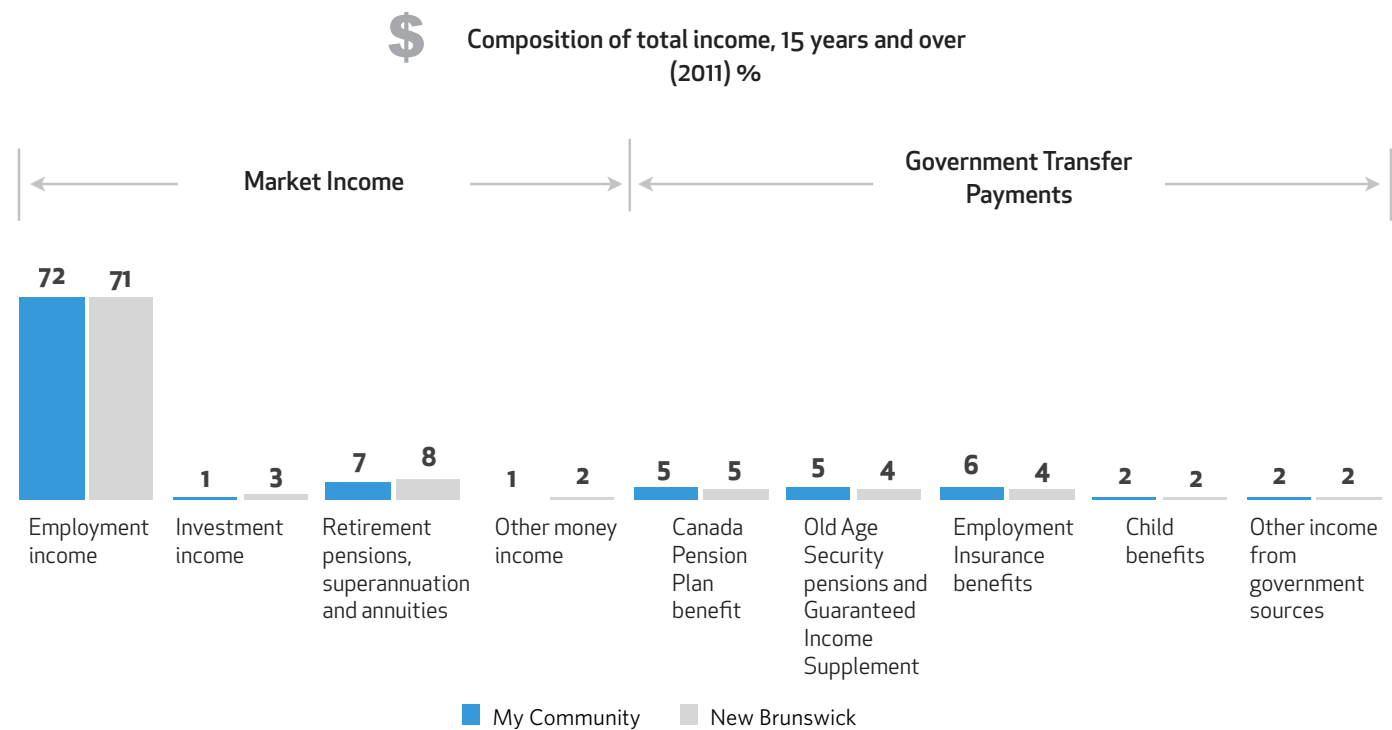 $
Composition of total income, 15 years and over
(2011) %
Market Income
Government Transfer
Payments
72
71
1
3
7
8
1
2
5
5
5
4
6
4
2
2
2
2
Employment
income
Investment
income
Retirement
pensions,
superannuation
and annuities
Other money
income
Canada
Pension
Plan
benefit
Old Age
Security
pensions and
Guaranteed
Income
Supplement
Employment
Insurance
benefits
Child
benefits
Other income
from
government
sources
My Community
New Brunswick